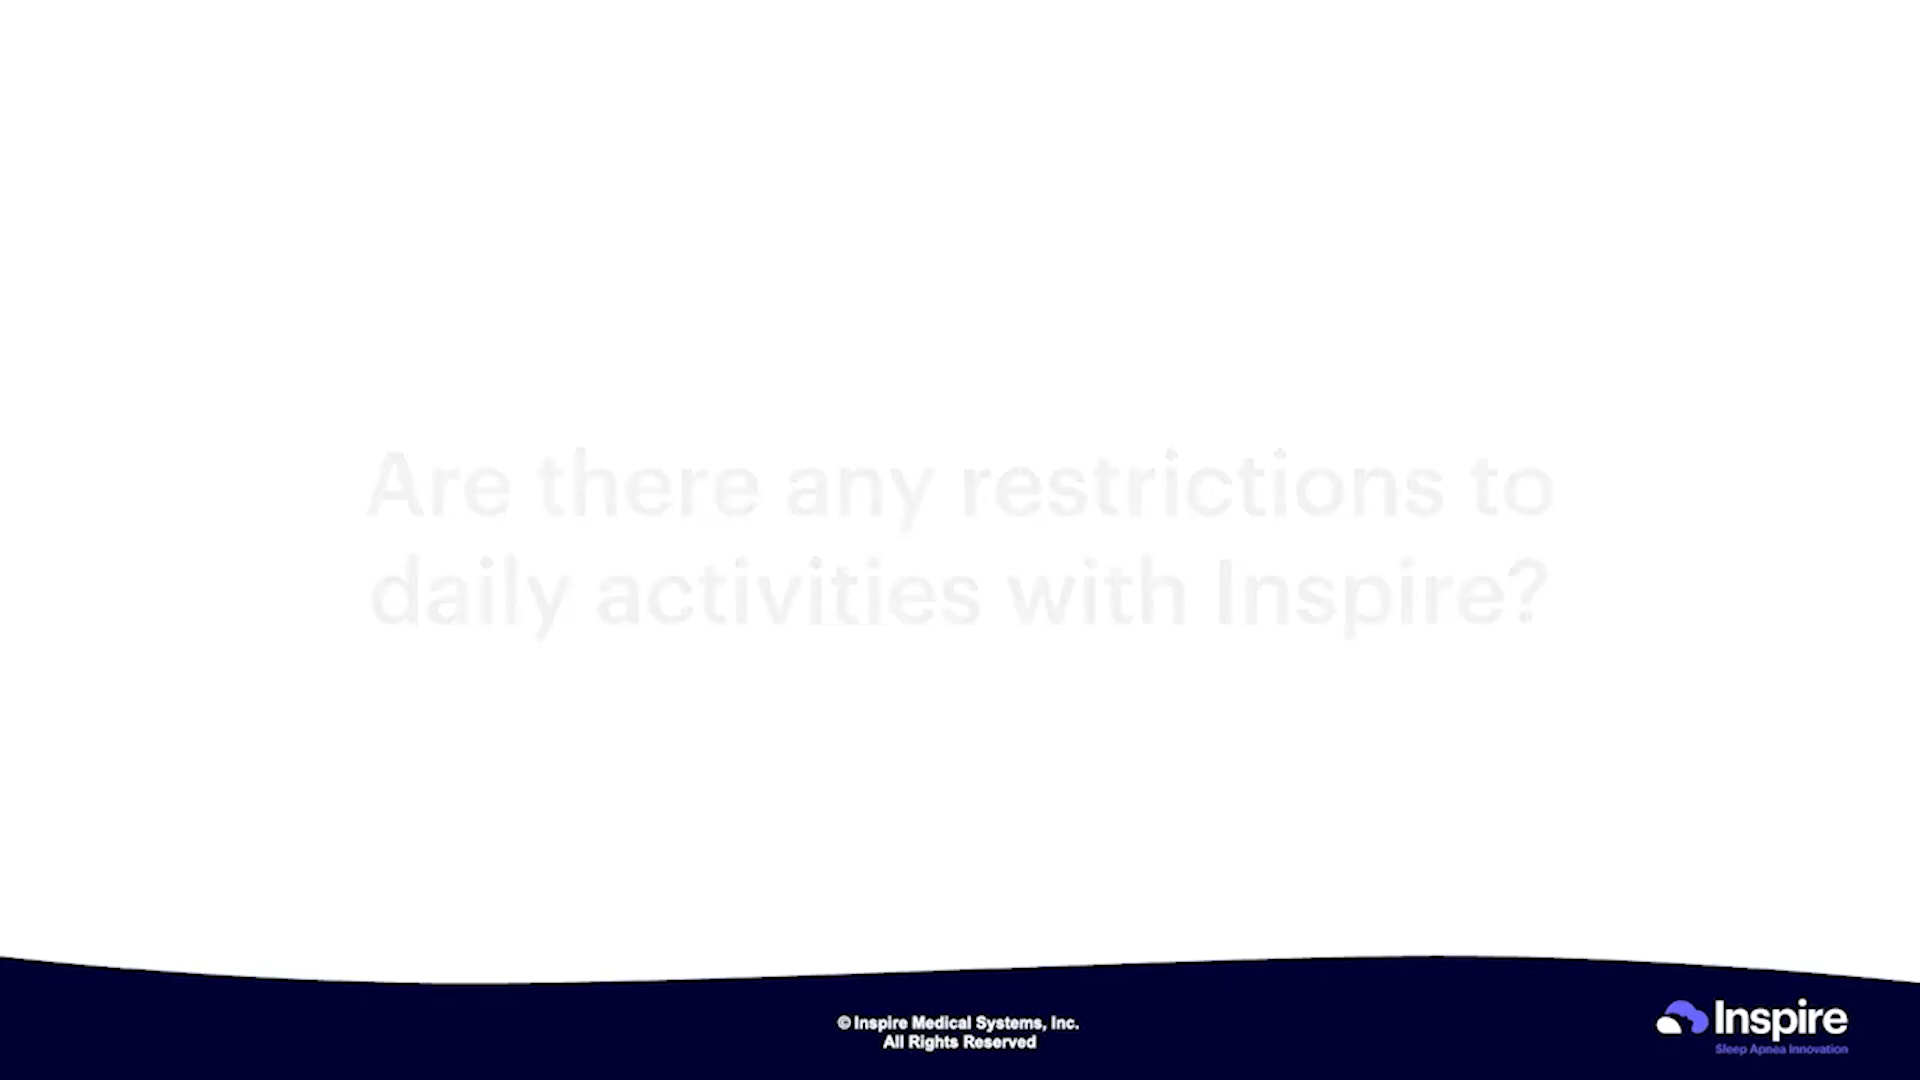 Are there any restrictions to
daily activities with Inspire?
© Inspire Medical Systems, Inc.
All Rights Reserved
Inspire
Sleep Apnea Innovation